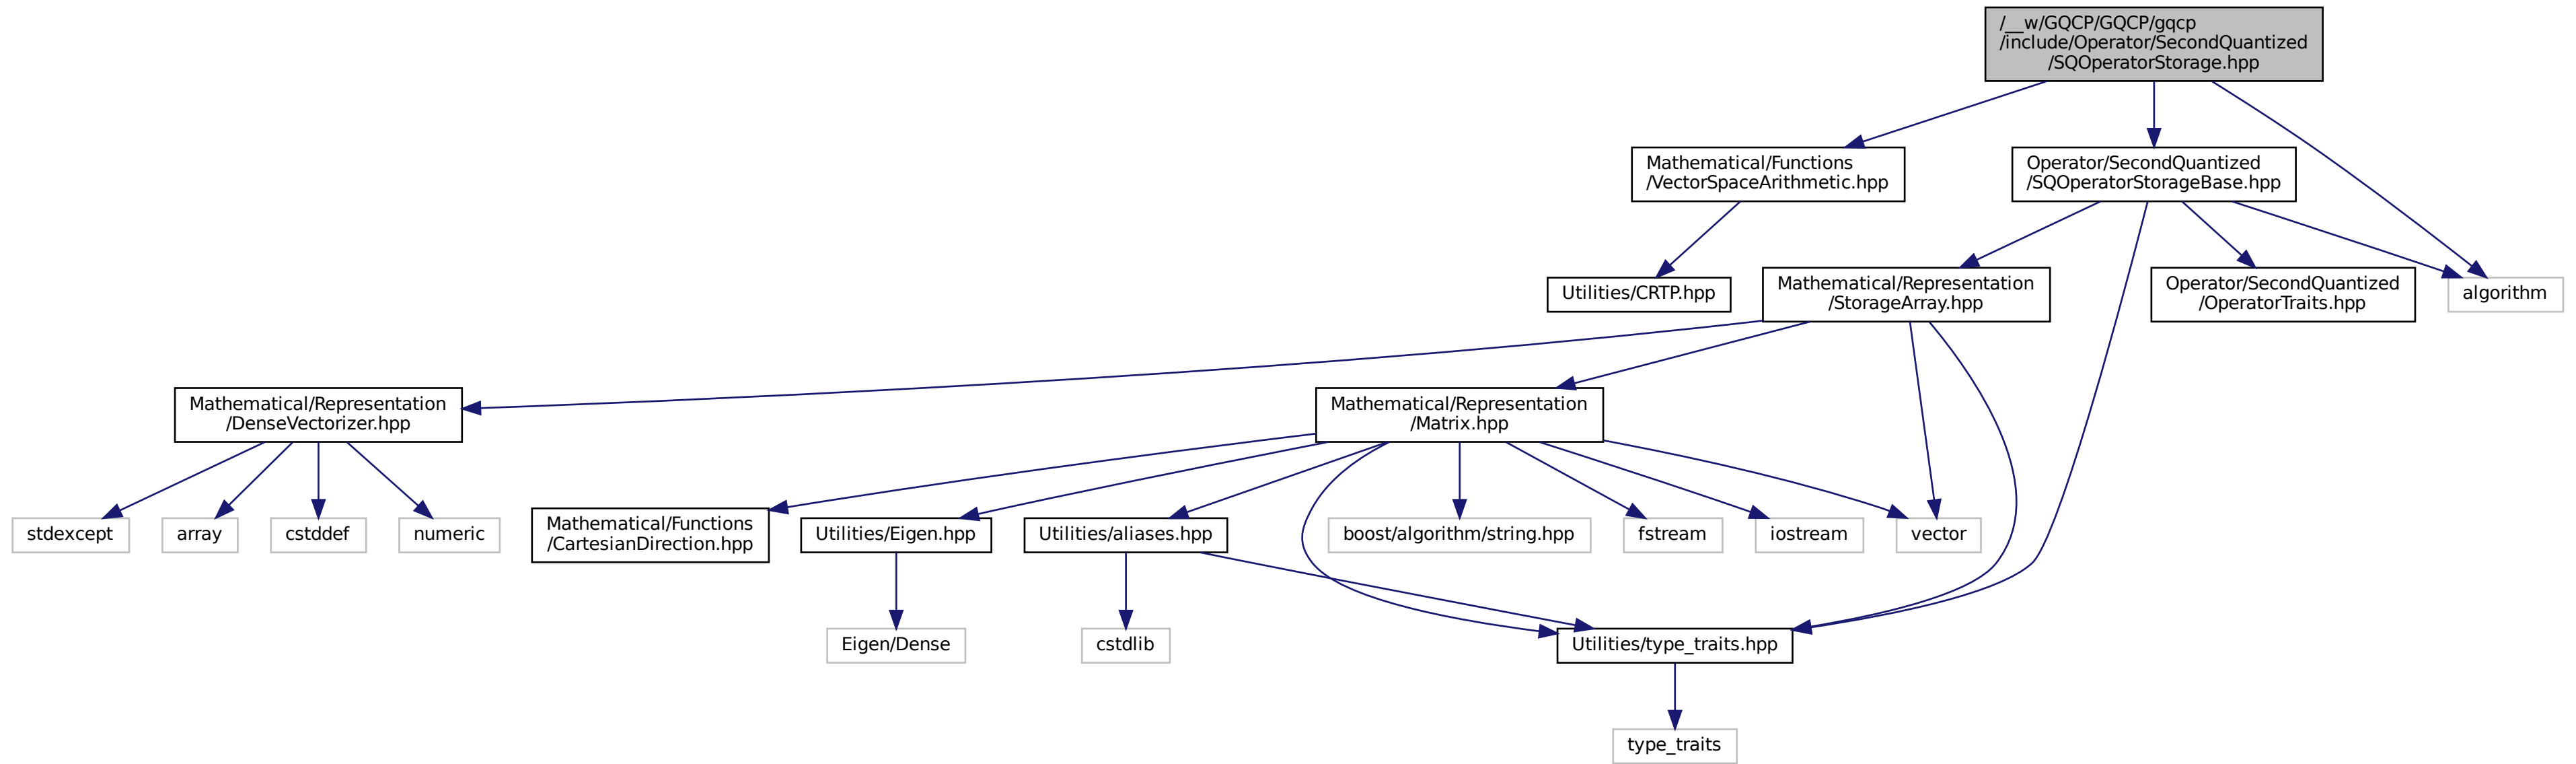 /__w/GQCP/GQCP/gqcp
/include/Operator/SecondQuantized
/SQOperatorStorage.hpp
Mathematical/Functions
/VectorSpaceArithmetic.hpp
Operator/SecondQuantized
/SQOperatorStorageBase.hpp
Utilities/CRTP.hpp
Mathematical/Representation
/StorageArray.hpp
Operator/SecondQuantized
/OperatorTraits.hpp
algorithm
Mathematical/Representation
/DenseVectorizer.hpp
Mathematical/Representation
/Matrix.hpp
stdexcept
array
cstddef
numeric
Mathematical/Functions
/CartesianDirection.hpp
Utilities/Eigen.hpp
Utilities/aliases.hpp
boost/algorithm/string.hpp
fstream
iostream
vector
Eigen/Dense
cstdlib
Utilities/type_traits.hpp
type_traits